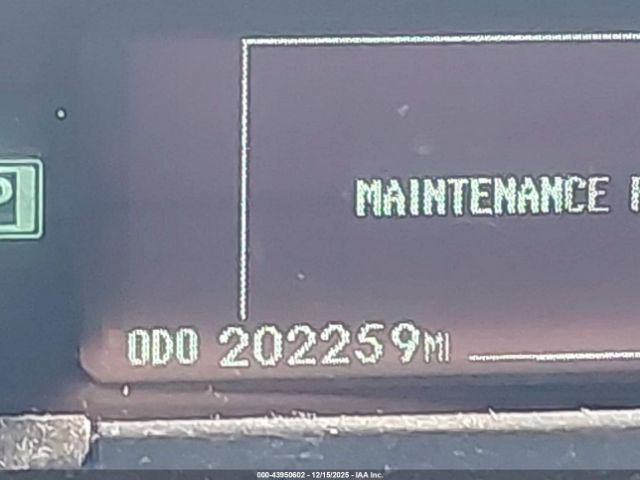 P
MAINTENANCE
ODO 202259MI
000-43950602 - 12/15/2025 - IAA Inc.